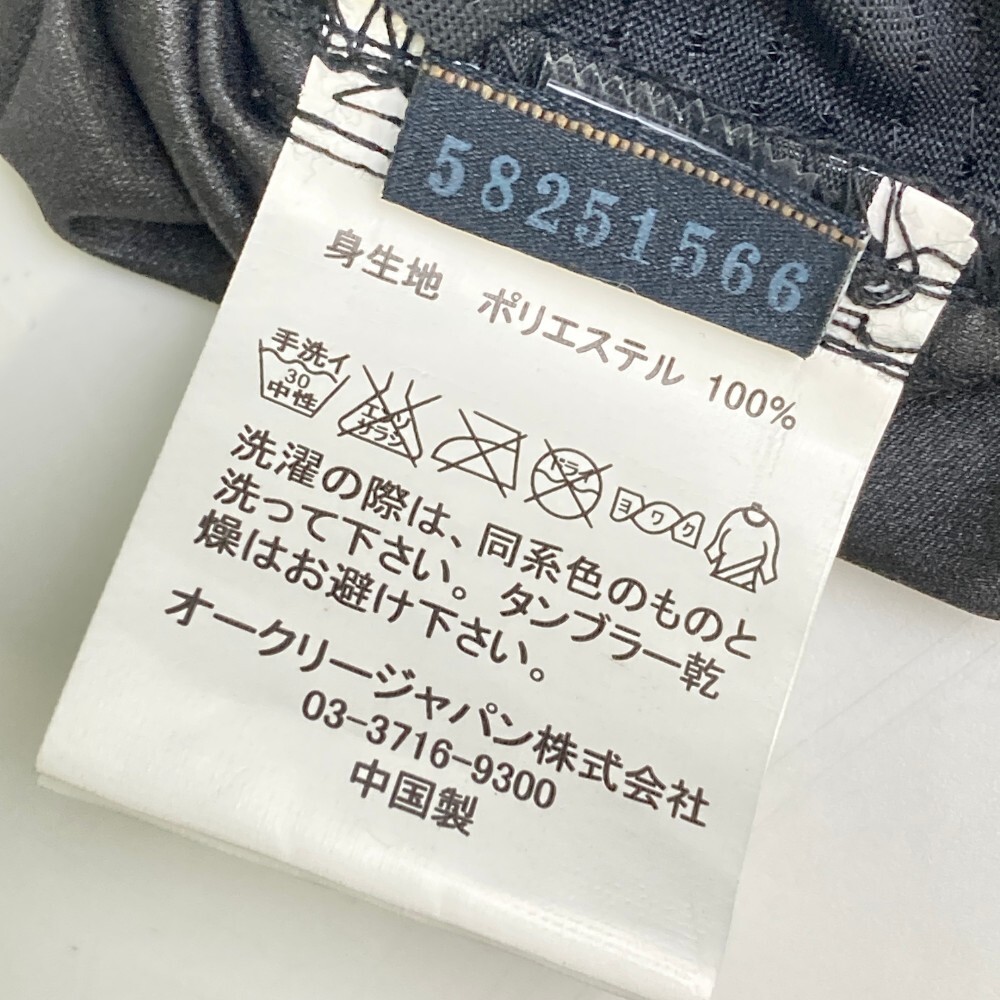 58251566
身生地 ポリエステル 100%
手洗イ
30
中性
エンソ
サラシ
ドライ
ヨワク
洗濯の際は、同系色のものと
洗って下さい。タンブラー乾
燥はお避け下さい。
オークリージャパン株式会社
03-3716-9300
中国製